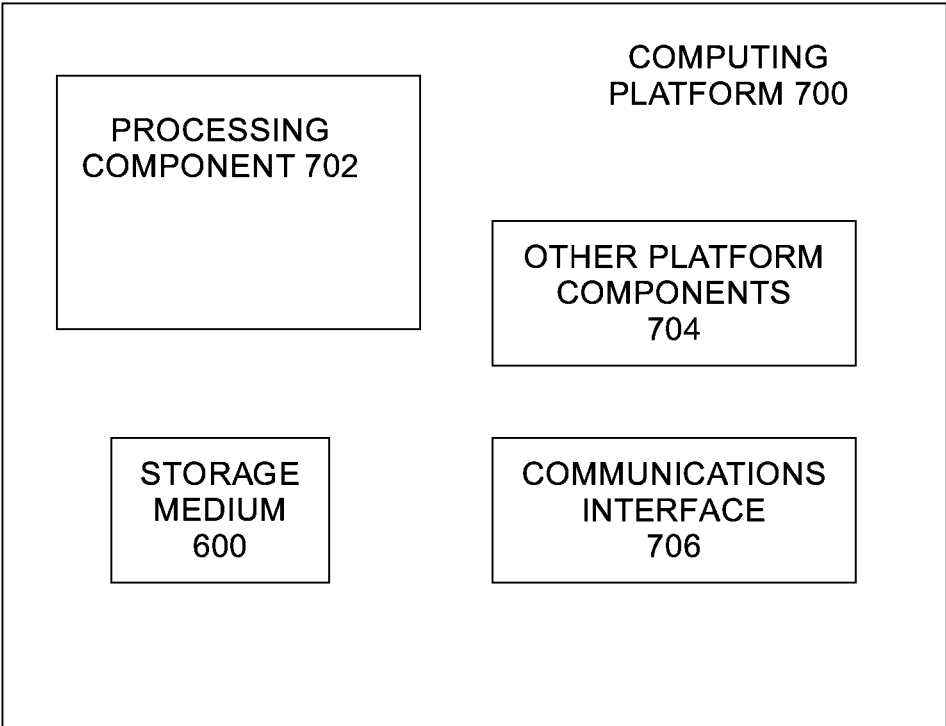 COMPUTING
PLATFORM 700
PROCESSING
COMPONENT 702
OTHER PLATFORM
COMPONENTS
704
STORAGE
MEDIUM
600
COMMUNICATIONS
INTERFACE
706